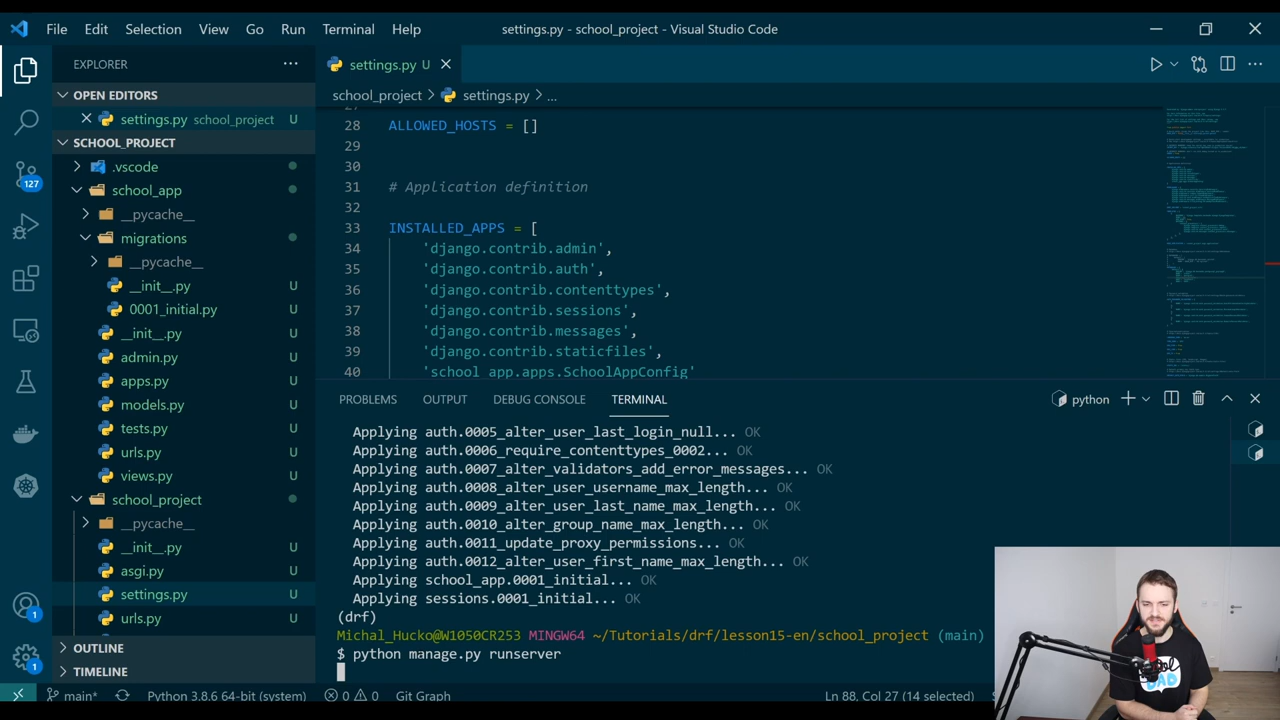 File Edit Selection View Go Run Terminal Help settings.py - school_project - Visual Studio Code
EXPLORER
settings.py U
OPEN EDITORS
settings.py school_project U
SCHOOL_PROJECT
.vscode
school_app
__pycache__
migrations
__pycache__
__init__.py U
0001_initial.py U
__init__.py U
admin.py U
apps.py U
models.py U
tests.py U
urls.py U
views.py U
school_project
__pycache__
__init__.py U
asgi.py U
settings.py U
urls.py U
OUTLINE
TIMELINE
127
1
1
school_project settings.py ...
27
28 ALLOWED_HOSTS = []
29
30
31 # Application definition
32
33 INSTALLED_APPS = [
34 'django.contrib.admin',
35 'django.contrib.auth',
36 'django.contrib.contenttypes',
37 'django.contrib.sessions',
38 'django.contrib.messages',
39 'django.contrib.staticfiles',
40 'school_app.apps.SchoolAppConfig'
PROBLEMS OUTPUT DEBUG CONSOLE TERMINAL python
Applying auth.0005_alter_user_last_login_null... OK
Applying auth.0006_require_contenttypes_0002... OK
Applying auth.0007_alter_validators_add_error_messages... OK
Applying auth.0008_alter_user_username_max_length... OK
Applying auth.0009_alter_user_last_name_max_length... OK
Applying auth.0010_alter_group_name_max_length... OK
Applying auth.0011_update_proxy_permissions... OK
Applying auth.0012_alter_user_first_name_max_length... OK
Applying school_app.0001_initial... OK
Applying sessions.0001_initial... OK
(drf)
Michal_Hucko@W1050CR253 MINGW64 ~/Tutorials/drf/lesson15-en/school_project (main)
$ python manage.py runserver
DAD
main* Python 3.8.6 64-bit (system) 0 0 Git Graph Ln 88, Col 27 (14 selected)